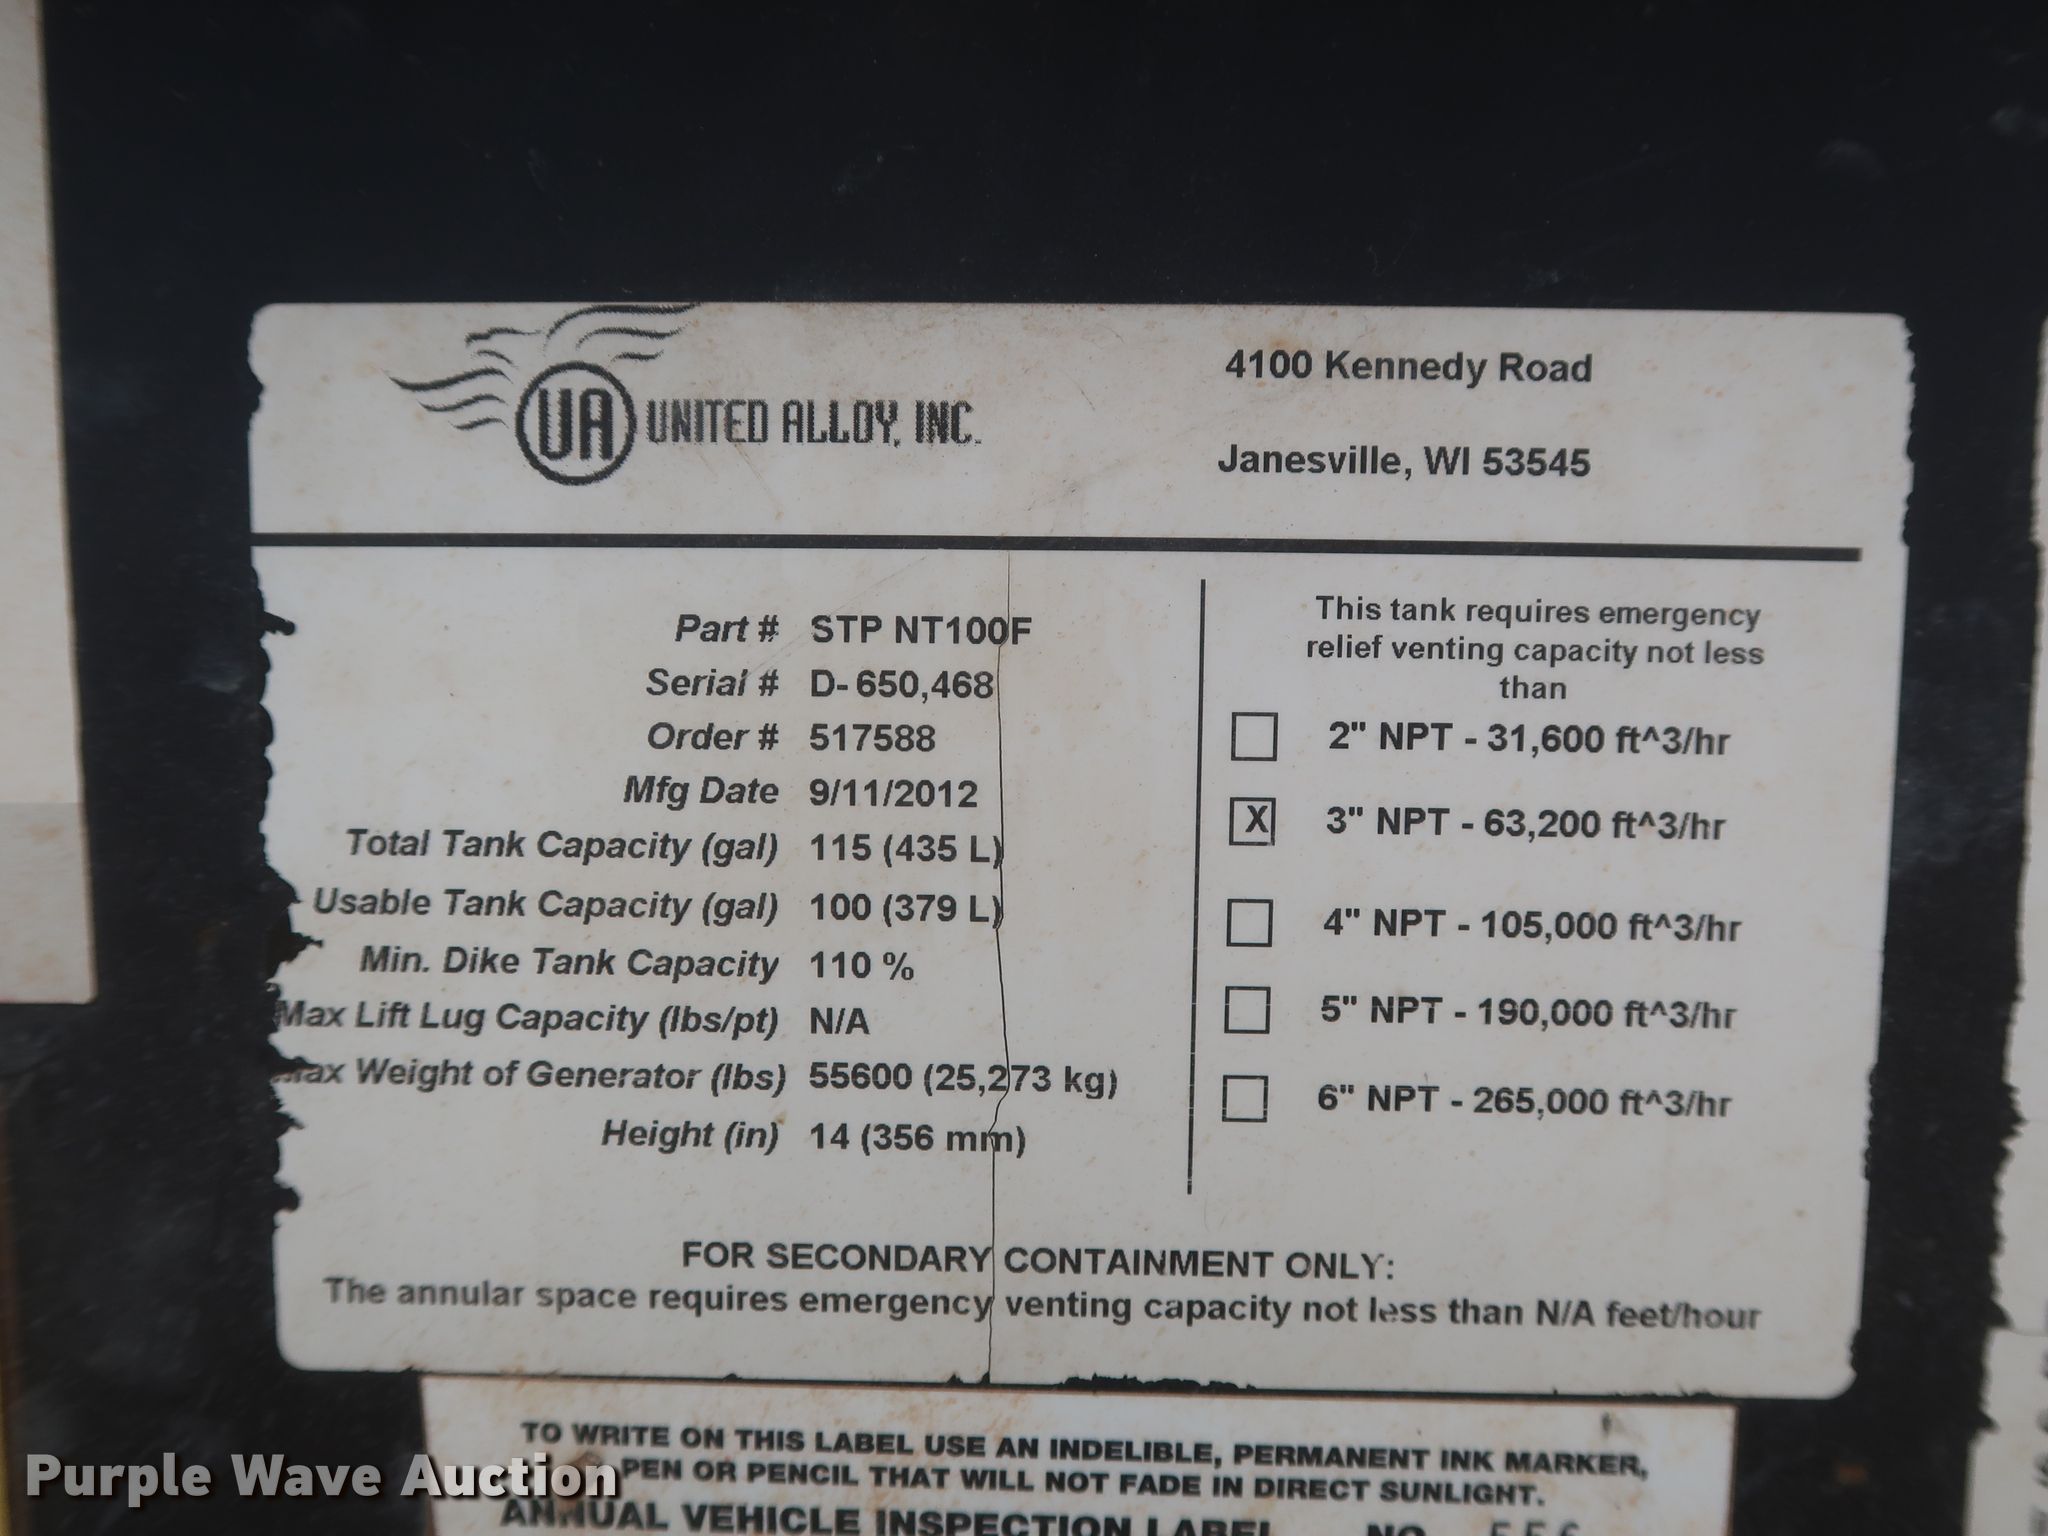 UA UNITED ALLOY, INC.
4100 Kennedy Road
Janesville, WI 53545
Part # STP NT100F
Serial # D- 650,468
Order # 517588
Mfg Date 9/11/2012
Total Tank Capacity (gal) 115 (435 L)
Usable Tank Capacity (gal) 100 (379 L)
Min. Dike Tank Capacity 110 %
Max Lift Lug Capacity (lbs/pt) N/A
Max Weight of Generator (lbs) 55600 (25,273 kg)
Height (in) 14 (356 mm)
This tank requires emergency
relief venting capacity not less
than
2" NPT - 31,600 ft^3/hr
X 3" NPT - 63,200 ft^3/hr
4" NPT - 105,000 ft^3/hr
5" NPT - 190,000 ft^3/hr
6" NPT - 265,000 ft^3/hr
FOR SECONDARY CONTAINMENT ONLY:
The annular space requires emergency venting capacity not less than N/A feet/hour
TO WRITE ON THIS LABEL USE AN INDELIBLE, PERMANENT INK MARKER,
PEN OR PENCIL THAT WILL NOT FADE IN DIRECT SUNLIGHT.
ANNUAL VEHICLE INSPECTION LABEL NO.
Purple Wave Auction